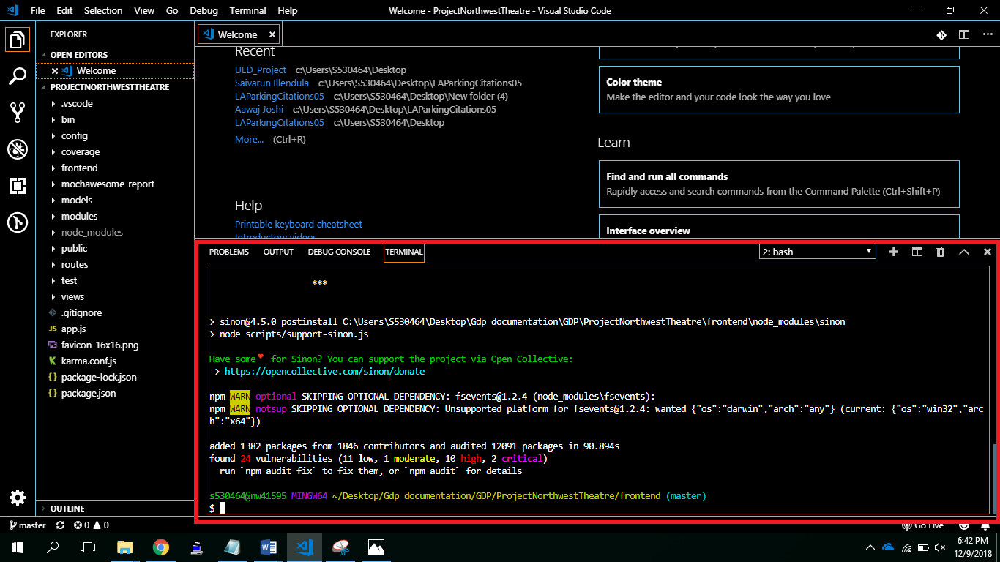 File Edit Selection View Go Debug Terminal Help
Welcome - ProjectNorthwestTheatre - Visual Studio Code
EXPLORER
OPEN EDITORS
Welcome
PROJECTNORTHWESTTHEATRE
.vscode
bin
config
coverage
frontend
mochawesome-report
models
modules
node_modules
public
routes
test
views
.gitignore
JS app.js
favicon-16x16.png
karma.conf.js
{} package-lock.json
{} package.json
OUTLINE
Welcome
Recent
UED_Project c:\Users\S530464\Desktop
Saivarun Illendula c:\Users\S530464\Desktop\LAParkingCitations05
LAParkingCitations05 c:\Users\S530464\Desktop\New folder (4)
Aawaj Joshi c:\Users\S530464\Desktop\LAParkingCitations05
LAParkingCitations05 c:\Users\S530464\Desktop
More... (Ctrl+R)
Help
Printable keyboard cheatsheet
Introductory videos
Color theme
Make the editor and your code look the way you love
Learn
Find and run all commands
Rapidly access and search commands from the Command Palette (Ctrl+Shift+P)
Interface overview
PROBLEMS OUTPUT DEBUG CONSOLE TERMINAL
2: bash
***
> sinon@4.5.0 postinstall C:\Users\S530464\Desktop\Gdp documentation\GDP\ProjectNorthwestTheatre\frontend\node_modules\sinon
> node scripts/support-sinon.js
Have some ❤ for Sinon? You can support the project via Open Collective:
> https://opencollective.com/sinon/donate
npm WARN optional SKIPPING OPTIONAL DEPENDENCY: fsevents@1.2.4 (node_modules\fsevents):
npm WARN notsup SKIPPING OPTIONAL DEPENDENCY: Unsupported platform for fsevents@1.2.4: wanted {"os":"darwin","arch":"any"} (current: {"os":"win32","arc
h":"x64"})
added 1382 packages from 1846 contributors and audited 12091 packages in 90.894s
found 24 vulnerabilities (11 low, 1 moderate, 10 high, 2 critical)
run `npm audit fix` to fix them, or `npm audit` for details
s530464@nw41595 MINGW64 ~/Desktop/Gdp documentation/GDP/ProjectNorthwestTheatre/frontend (master)
$
master 0 0
Go Live
6:42 PM
12/9/2018